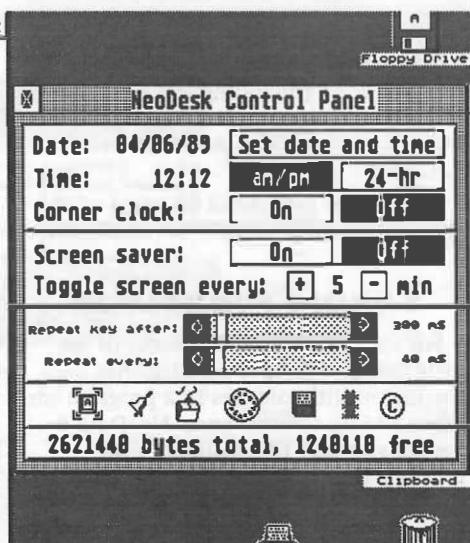 A
Floppy Drive
NeoDesk Control Panel
Date: 04/06/89 Set date and time
Time: 12:12 am/pm 24-hr
Corner clock: On Off
Screen saver: On Off
Toggle screen every: + 5 - min
Repeat key after: 300 mS
Repeat every: 40 mS
A ©
2621440 bytes total, 1240110 free
Clipboard